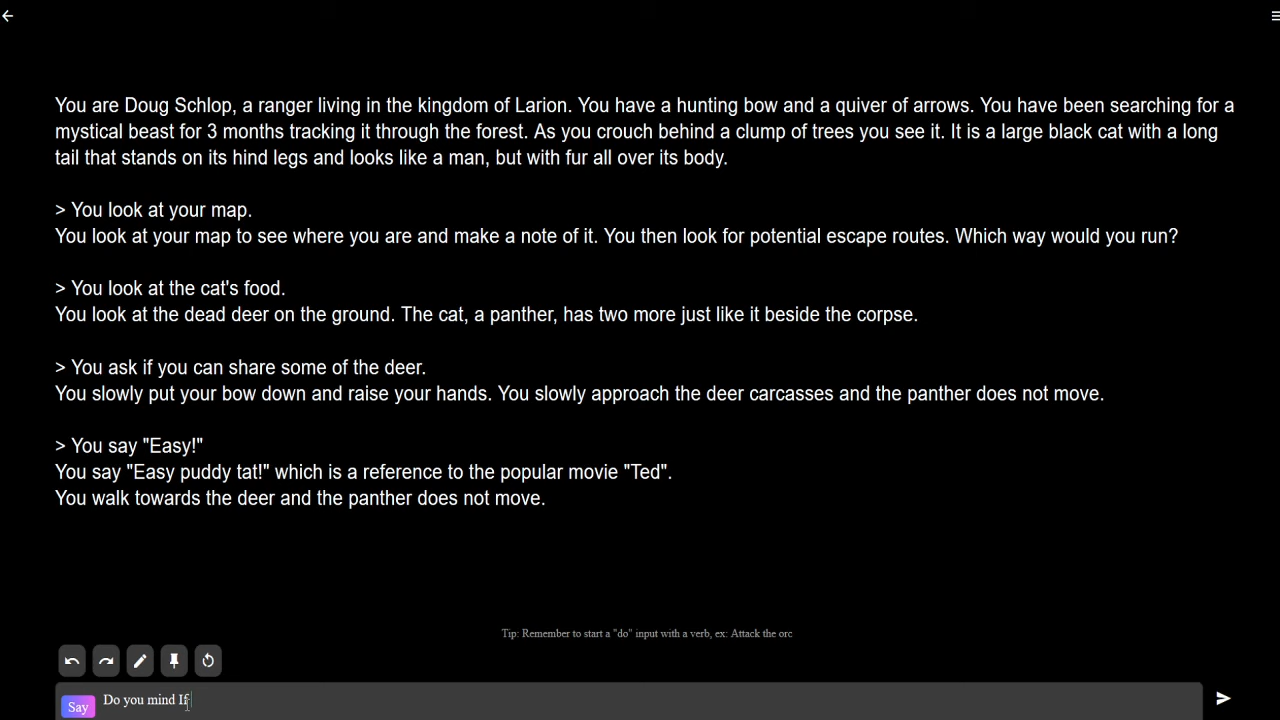 You are Doug Schlop, a ranger living in the kingdom of Larion. You have a hunting bow and a quiver of arrows. You have been searching for a
mystical beast for 3 months tracking it through the forest. As you crouch behind a clump of trees you see it. It is a large black cat with a long
tail that stands on its hind legs and looks like a man, but with fur all over its body.
> You look at your map.
You look at your map to see where you are and make a note of it. You then look for potential escape routes. Which way would you run?
> You look at the cat's food.
You look at the dead deer on the ground. The cat, a panther, has two more just like it beside the corpse.
> You ask if you can share some of the deer.
You slowly put your bow down and raise your hands. You slowly approach the deer carcasses and the panther does not move.
> You say "Easy!"
You say "Easy puddy tat!" which is a reference to the popular movie "Ted".
You walk towards the deer and the panther does not move.
Tip: Remember to start a "do" input with a verb, ex: Attack the orc
Say Do you mind If